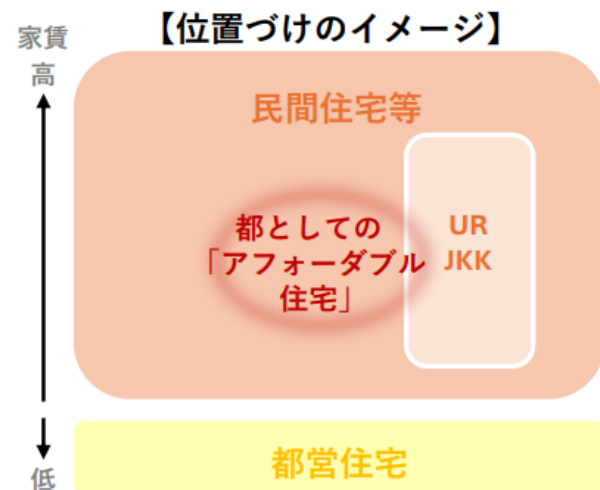 【位置づけのイメージ】
家賃
高
民間住宅等
都としての
「アフォーダブル
住宅」
UR
JKK
低
都営住宅